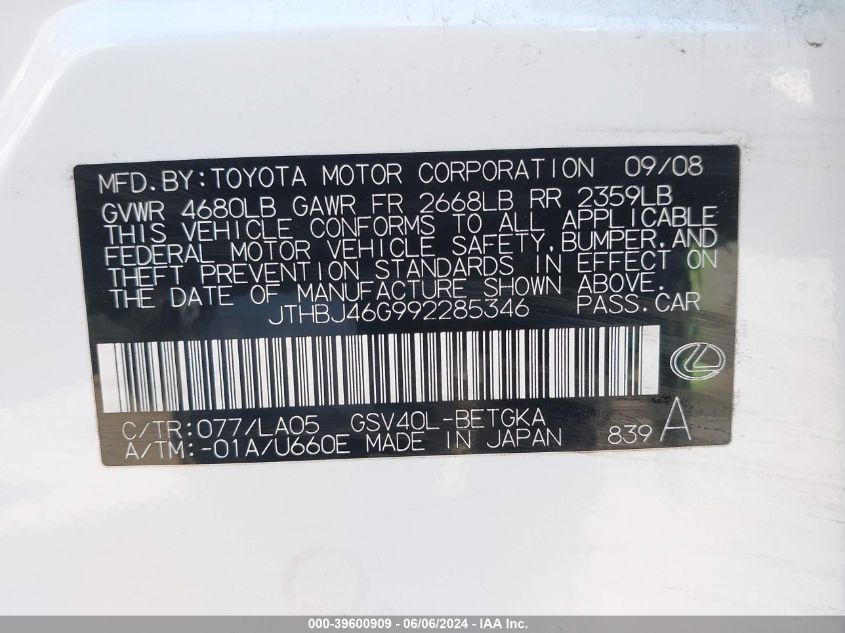 MFD.BY:TOYOTA MOTOR CORPORATION 09/08
GVWR 4680LB GAWR FR 2668LB RR 2359LB
THIS VEHICLE CONFORMS TO ALL APPLICABLE
FEDERAL MOTOR VEHICLE SAFETY,BUMPER,AND
THEFT PREVENTION STANDARDS IN EFFECT ON
THE DATE OF MANUFACTURE SHOWN ABOVE.
JTHBJ46G992285346 PASS.CAR
C/TR:077/LA05 GSV40L-BETGKA
A/TM:-01A/U660E MADE IN JAPAN 839 A
000-39600909 - 06/06/2024 - IAA Inc.